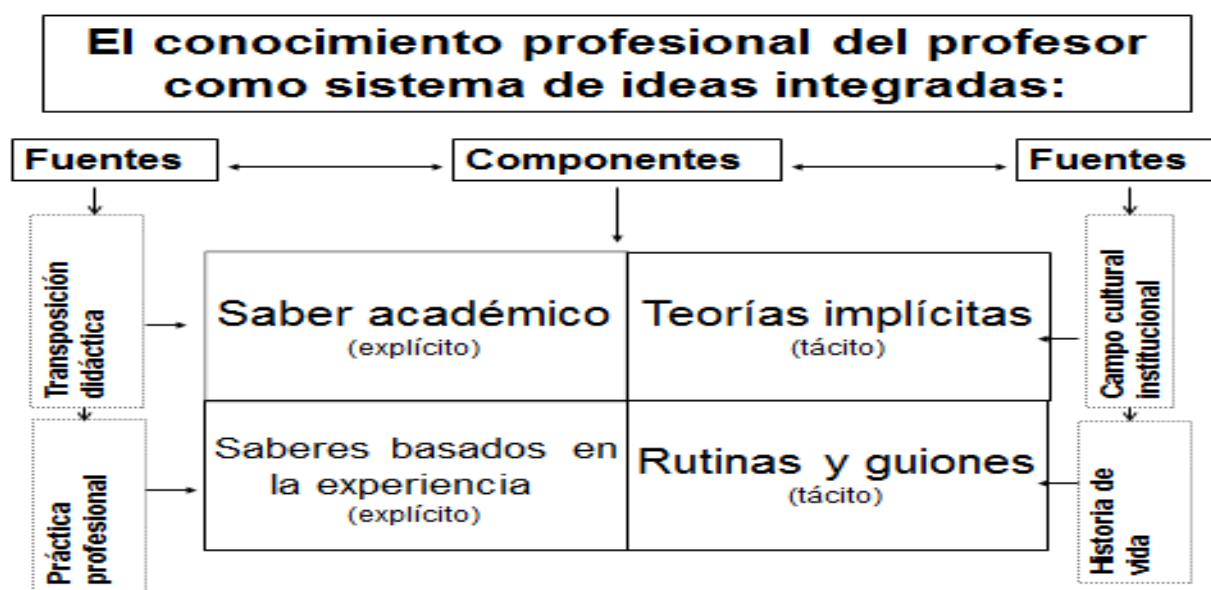 El conocimiento profesional del profesor
como sistema de ideas integradas:
Fuentes
Componentes
Fuentes
Transposición
didáctica
Saber académico
(explícito)
Teorías implícitas
(tácito)
Campo cultural
institucional
Práctica
profesional
Saberes basados en
la experiencia
(explícito)
Rutinas y guiones
(tácito)
Historia de
vida